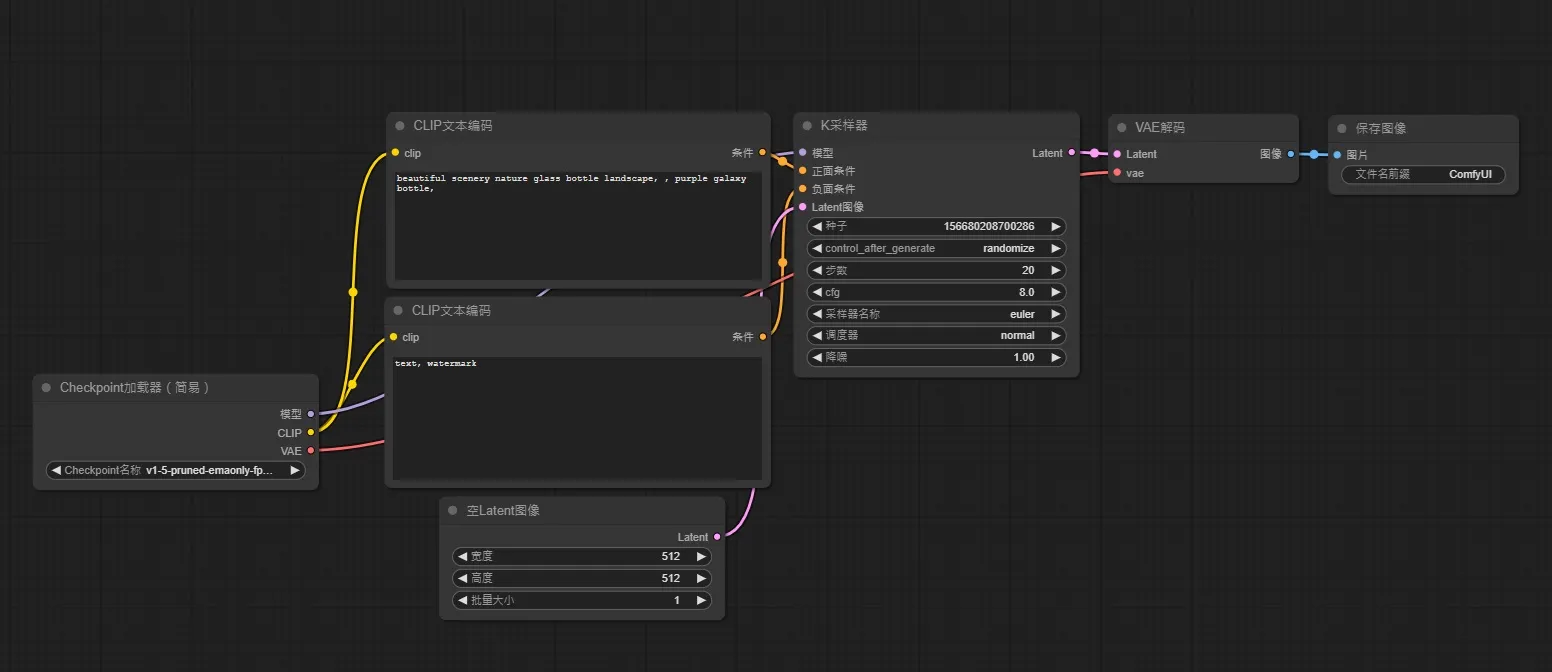 CLIP文本编码
clip
条件
beautiful scenery nature glass bottle landscape, , purple galaxy
bottle,
CLIP文本编码
clip
条件
text, watermark
Checkpoint加载器（简易）
模型
CLIP
VAE
Checkpoint名称 v1-5-pruned-emaonly-fp...
空Latent图像
Latent
宽度 512
高度 512
批量大小 1
K采样器
模型 Latent
正面条件
负面条件
Latent图像
种子 156680208700286
control_after_generate randomize
步数 20
cfg 8.0
采样器名称 euler
调度器 normal
降噪 1.00
VAE解码
Latent 图像
vae
保存图像
图片
文件名前缀 ComfyUI